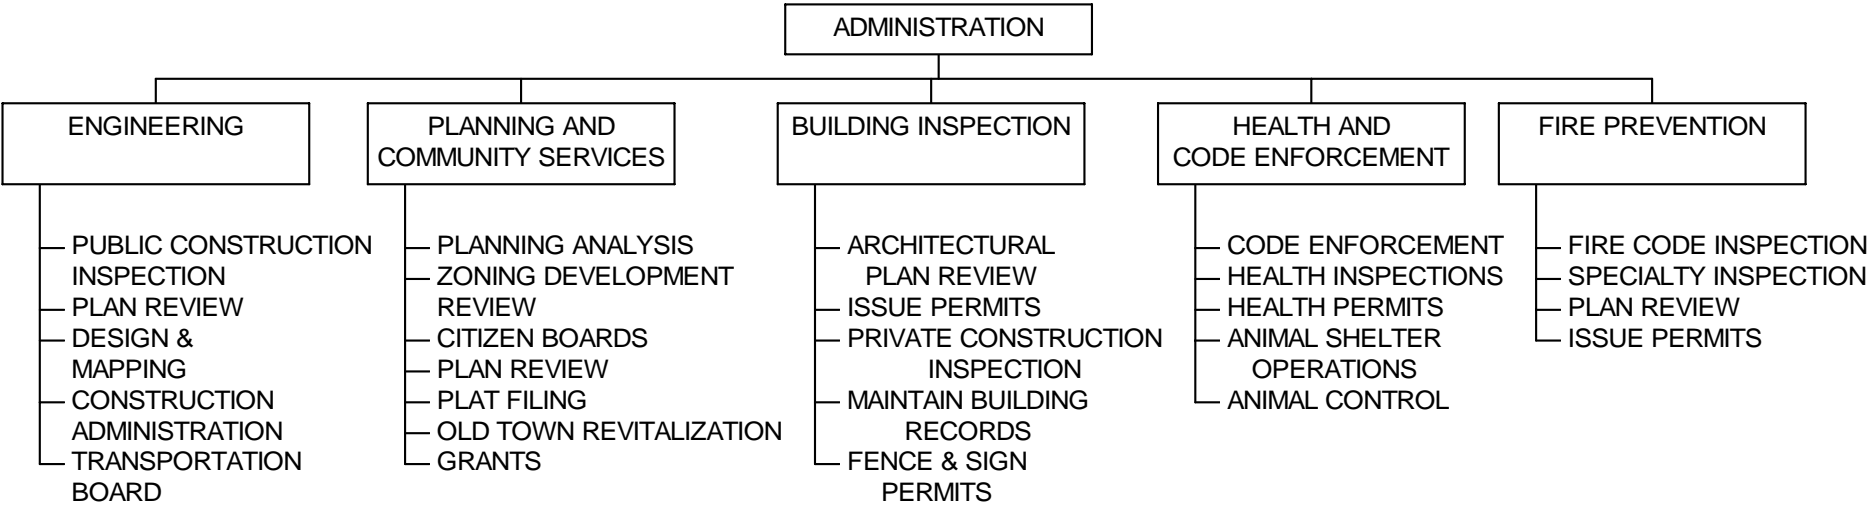 ADMINISTRATION
ENGINEERING
PUBLIC CONSTRUCTION
INSPECTION
PLAN REVIEW
DESIGN &
MAPPING
CONSTRUCTION
ADMINISTRATION
TRANSPORTATION
BOARD
PLANNING AND
COMMUNITY SERVICES
PLANNING ANALYSIS
ZONING DEVELOPMENT
REVIEW
CITIZEN BOARDS
PLAN REVIEW
PLAT FILING
OLD TOWN REVITALIZATION
GRANTS
BUILDING INSPECTION
ARCHITECTURAL
PLAN REVIEW
ISSUE PERMITS
PRIVATE CONSTRUCTION
INSPECTION
MAINTAIN BUILDING
RECORDS
FENCE & SIGN
PERMITS
HEALTH AND
CODE ENFORCEMENT
CODE ENFORCEMENT
HEALTH INSPECTIONS
HEALTH PERMITS
ANIMAL SHELTER
OPERATIONS
ANIMAL CONTROL
FIRE PREVENTION
FIRE CODE INSPECTION
SPECIALTY INSPECTION
PLAN REVIEW
ISSUE PERMITS